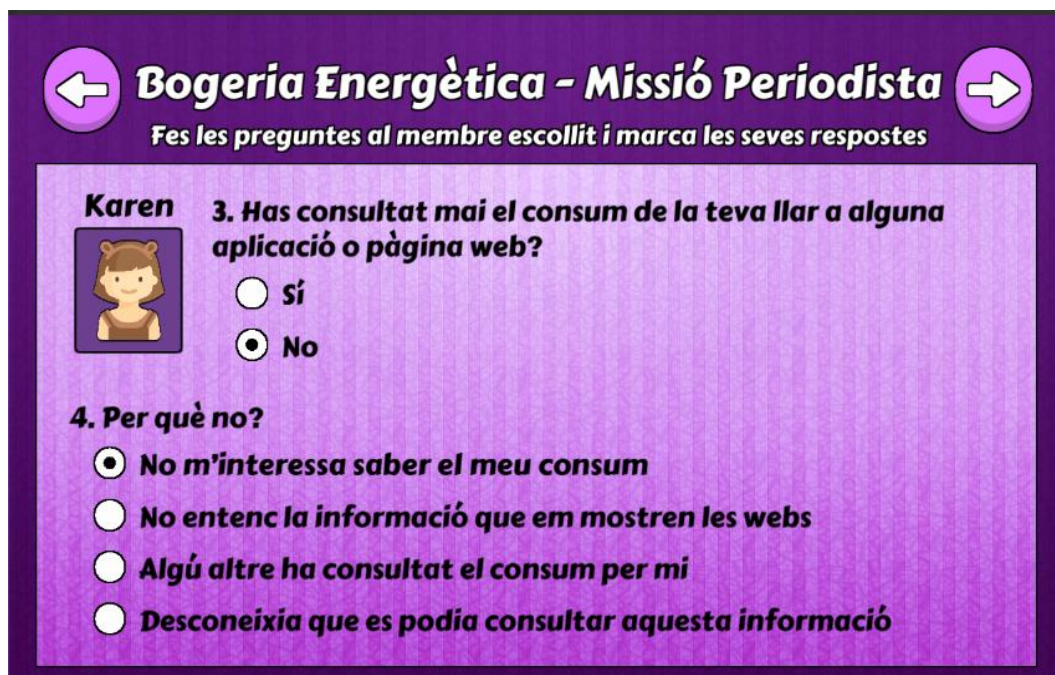 Bogeria Energètica - Missió Periodista
Fes les preguntes al membre escollit i marca les seves respostes
Karen
3. Has consultat mai el consum de la teva llar a alguna
aplicació o pàgina web?
Sí
No
4. Per què no?
No m'interessa saber el meu consum
No entenc la informació que em mostren les webs
Algú altre ha consultat el consum per mi
Desconeixia que es podia consultar aquesta informació